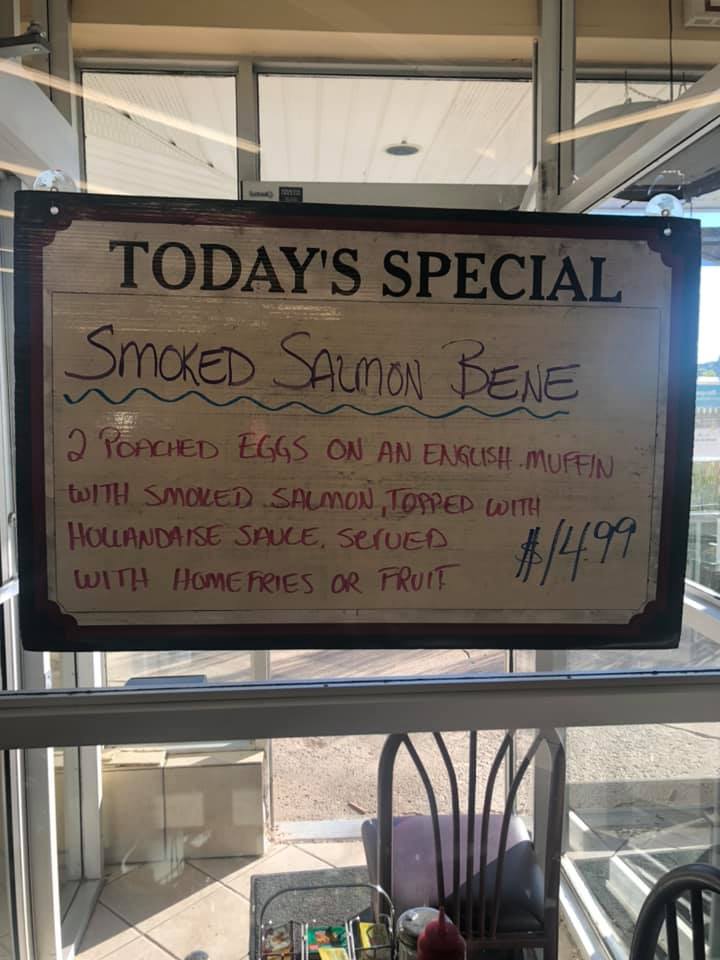 TODAY'S SPECIAL
SMOKED SALMON BENE
2 POACHED EGGS ON AN ENGLISH MUFFIN
WITH SMOKED SALMON, TOPPED WITH
HOLLANDAISE SAUCE. SERVED
WITH HOMEFRIES OR FRUIT
$14.99